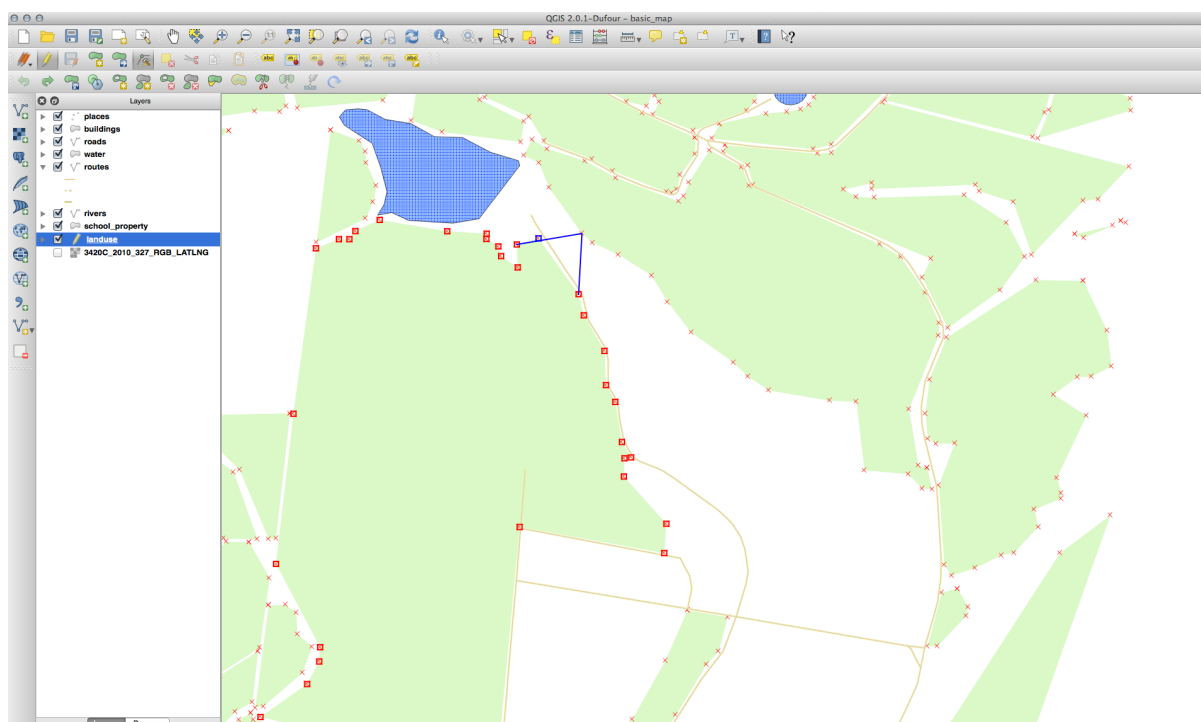 QGIS 2.0.1-Dufour - basic_map
Layers
places
buildings
roads
water
routes
rivers
school_property
landuse
3420C_2010_327_RGB_LATLNG